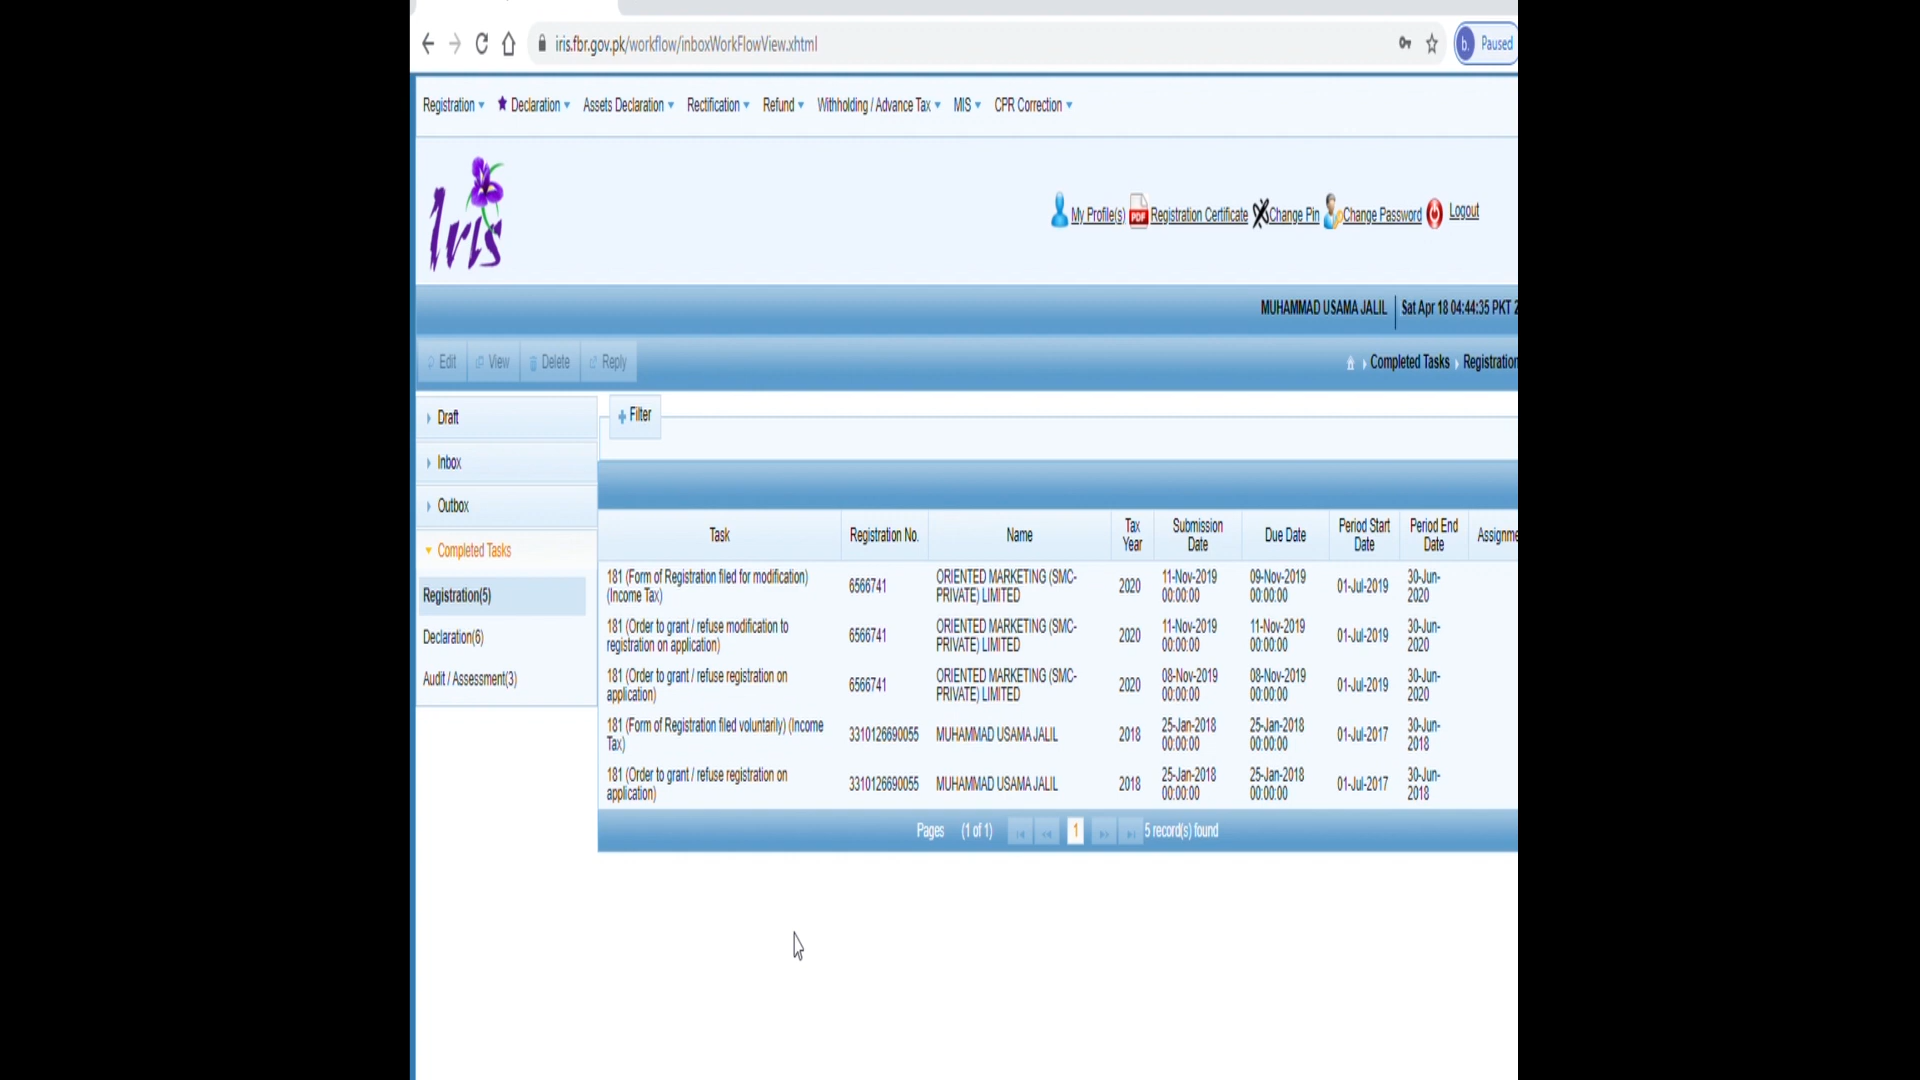 iris.fbr.gov.pk/workflow/inboxWorkFlowView.xhtml
b. Paused
Registration Declaration Assets Declaration Rectification Refund Withholding / Advance Tax MIS CPR Correction
Iris
My Profile(s) PDF Registration Certificate Change Pin Change Password Logout
MUHAMMAD USAMA JALIL Sat Apr 18 04:44:35 PKT 2
Edit View Delete Reply
Completed Tasks Registration
Draft
Inbox
Outbox
Completed Tasks
Registration(5)
Declaration(6)
Audit / Assessment(3)
Filter
Task Registration No. Name Tax Year Submission Date Due Date Period Start Date Period End Date Assignme
181 (Form of Registration filed for modification) (Income Tax) 6566741 ORIENTED MARKETING (SMC-PRIVATE) LIMITED 2020 11-Nov-2019 00:00:00 09-Nov-2019 00:00:00 01-Jul-2019 30-Jun-2020
181 (Order to grant / refuse modification to registration on application) 6566741 ORIENTED MARKETING (SMC-PRIVATE) LIMITED 2020 11-Nov-2019 00:00:00 11-Nov-2019 00:00:00 01-Jul-2019 30-Jun-2020
181 (Order to grant / refuse registration on application) 6566741 ORIENTED MARKETING (SMC-PRIVATE) LIMITED 2020 08-Nov-2019 00:00:00 08-Nov-2019 00:00:00 01-Jul-2019 30-Jun-2020
181 (Form of Registration filed voluntarily) (Income Tax) 3310126690055 MUHAMMAD USAMA JALIL 2018 25-Jan-2018 00:00:00 25-Jan-2018 00:00:00 01-Jul-2017 30-Jun-2018
181 (Order to grant / refuse registration on application) 3310126690055 MUHAMMAD USAMA JALIL 2018 25-Jan-2018 00:00:00 25-Jan-2018 00:00:00 01-Jul-2017 30-Jun-2018
Pages (1 of 1) 1 5 record(s) found